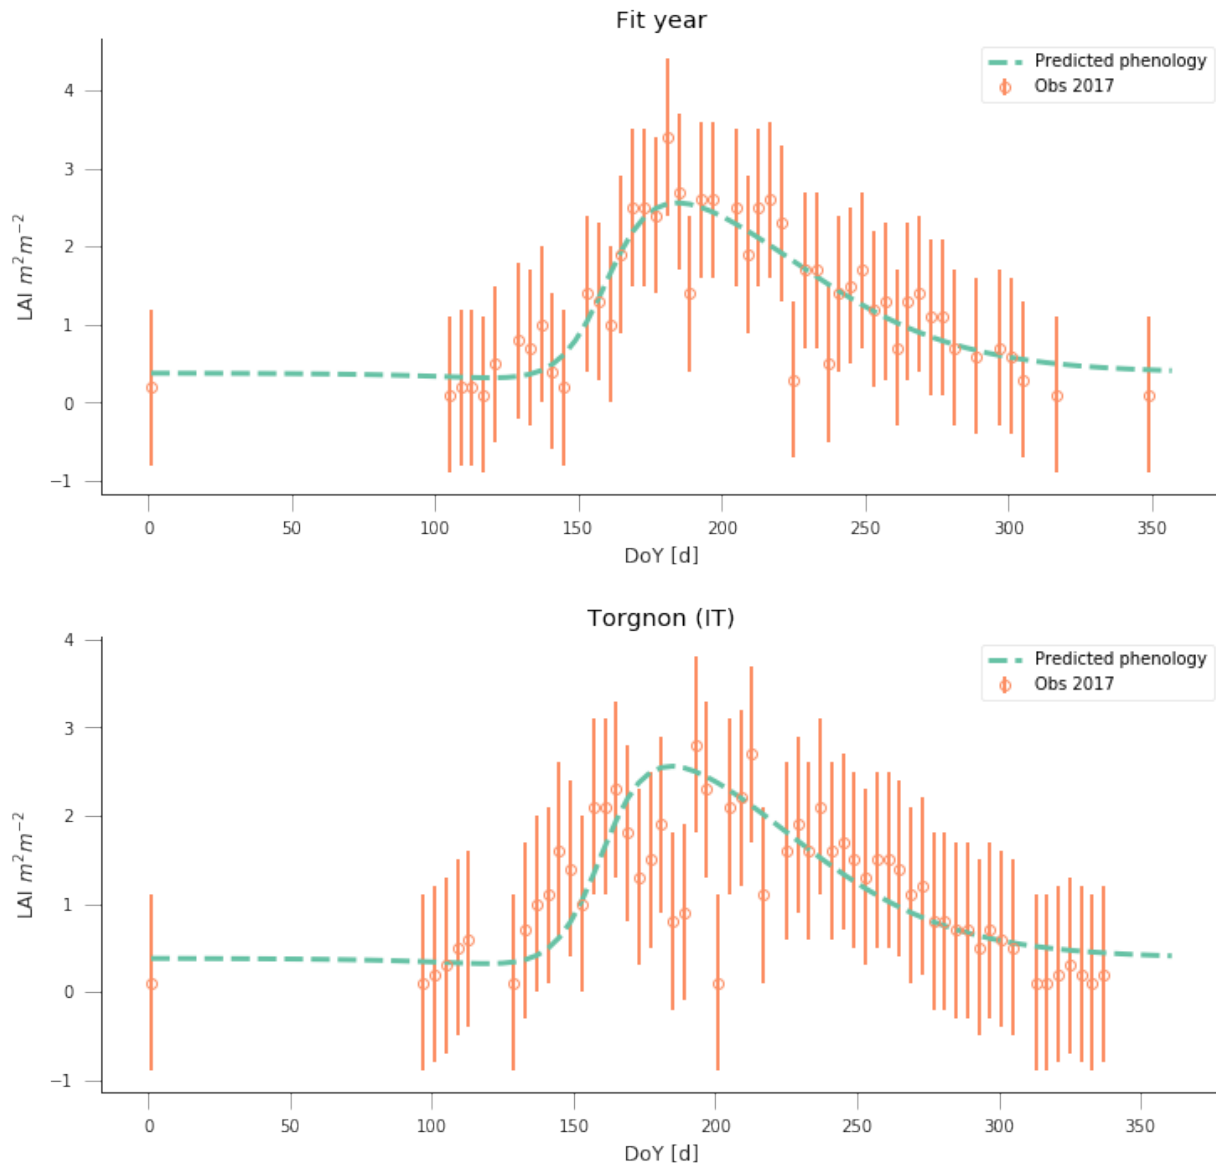 Fit year
Predicted phenology
Obs 2017
4
3
2
1
0
−1
LAI m²m⁻²
0 50 100 150 200 250 300 350
DoY [d]
Torgnon (IT)
Predicted phenology
Obs 2017
4
3
2
1
0
−1
LAI m²m⁻²
0 50 100 150 200 250 300 350
DoY [d]